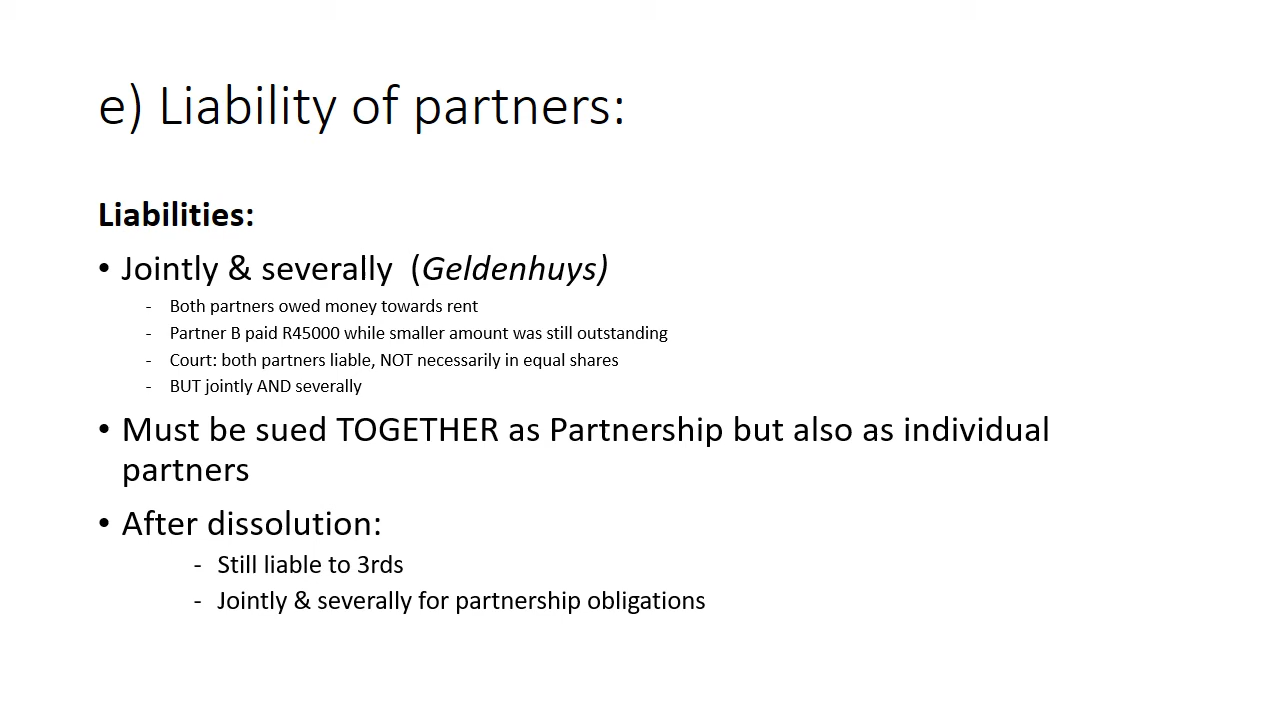 e) Liability of partners:
Liabilities:
• Jointly & severally  (Geldenhuys)
- Both partners owed money towards rent
- Partner B paid R45000 while smaller amount was still outstanding
- Court: both partners liable, NOT necessarily in equal shares
- BUT jointly AND severally
• Must be sued TOGETHER as Partnership but also as individual
partners
• After dissolution:
- Still liable to 3rds
- Jointly & severally for partnership obligations